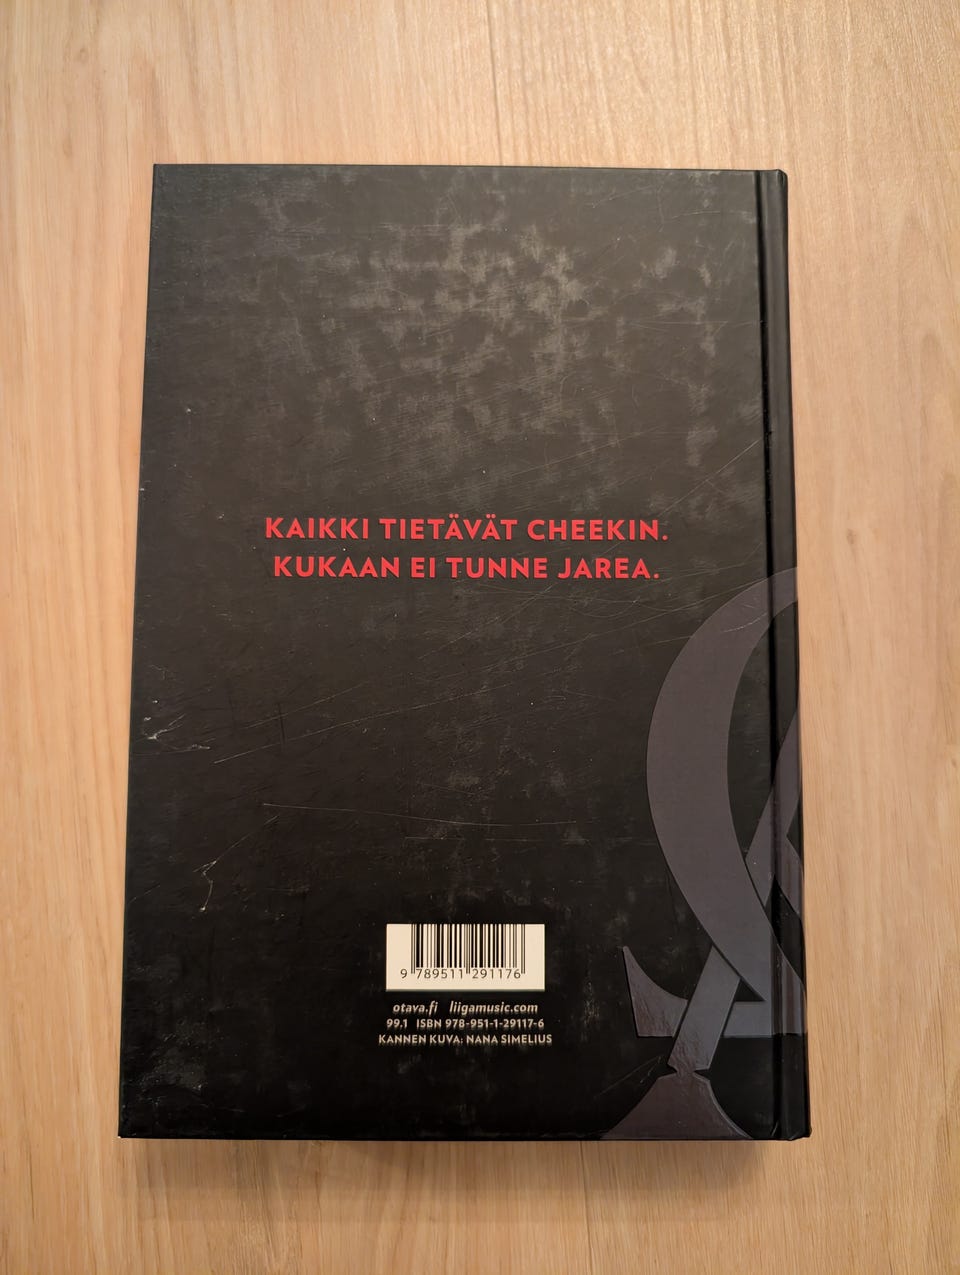 KAIKKI TIETÄVÄT CHEEKIN.
KUKAAN EI TUNNE JAREA.
9 789511 291176
otava.fi liigamusic.com
99.1 ISBN 978-951-1-29117-6
KANNEN KUVA: NANA SIMELIUS